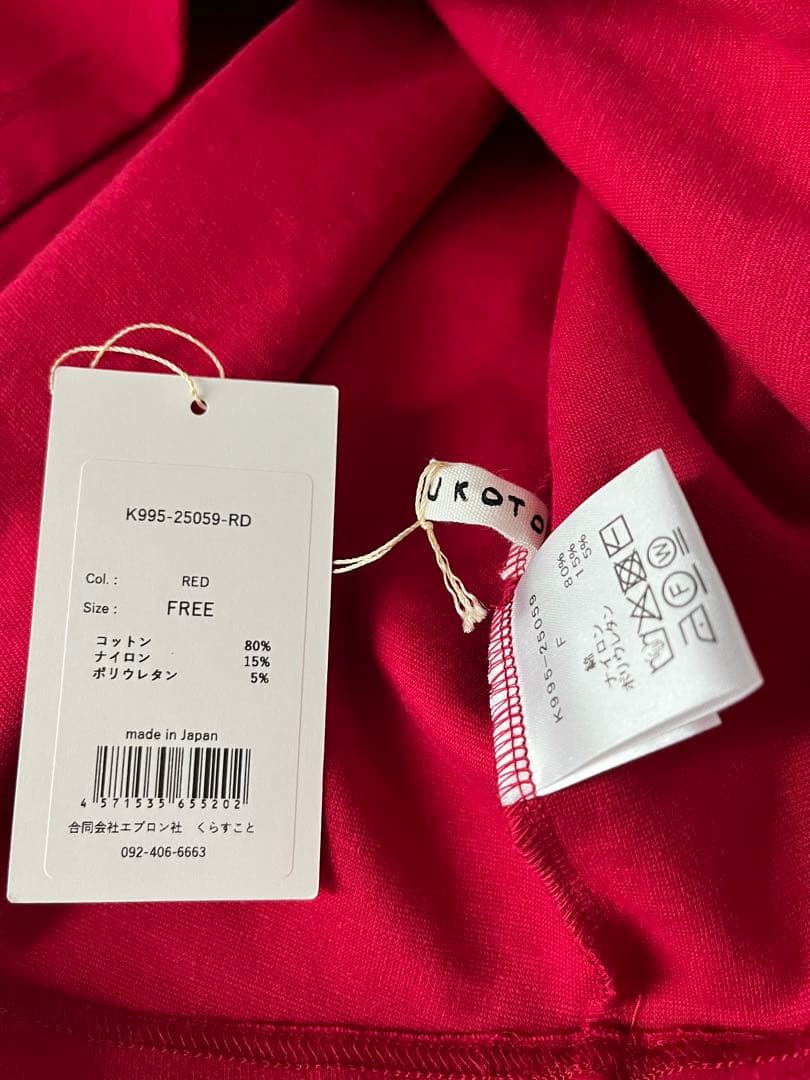 K995-25059-RD
Col.: RED
Size: FREE
コットン 80%
ナイロン 15%
ポリウレタン 5%
made in Japan
4 571535 655202
合同会社エプロン社 くらすこと
092-406-6663
UKOTO
K995-25059
F
綿 80%
ナイロン 15%
ポリウレタン 5%
F
W